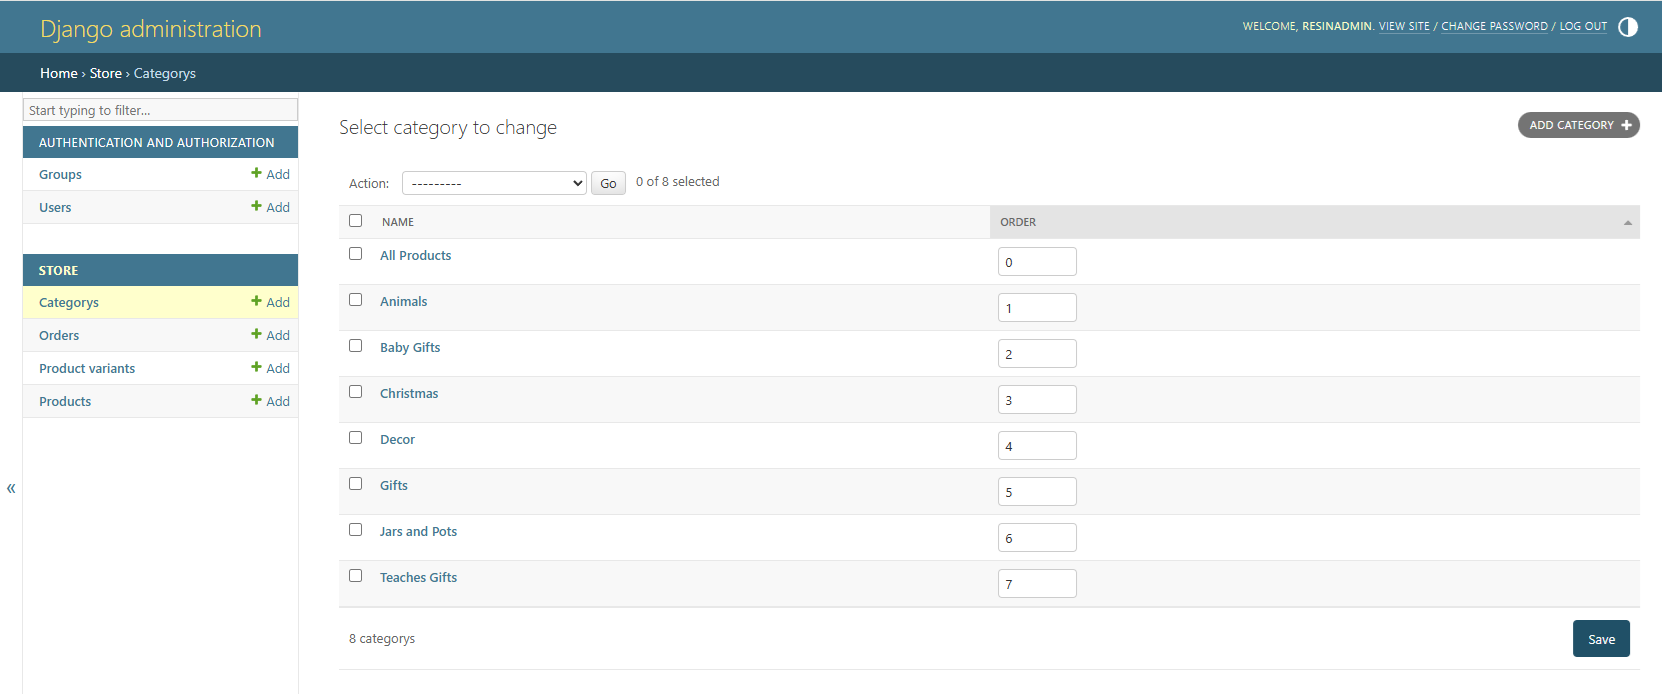 Django administration
WELCOME, RESINADMIN. VIEW SITE / CHANGE PASSWORD / LOG OUT
Home › Store › Categorys
Start typing to filter...
AUTHENTICATION AND AUTHORIZATION
Groups + Add
Users + Add
STORE
Categorys + Add
Orders + Add
Product variants + Add
Products + Add
«
Select category to change
ADD CATEGORY +
Action: --------- Go 0 of 8 selected
NAME ORDER
All Products 0
Animals 1
Baby Gifts 2
Christmas 3
Decor 4
Gifts 5
Jars and Pots 6
Teaches Gifts 7
8 categorys
Save